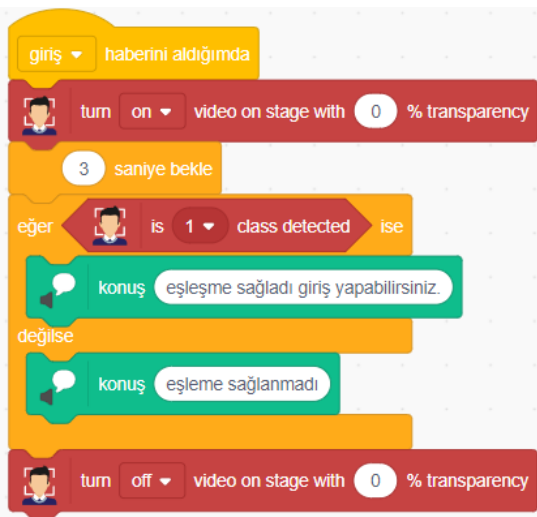 giriş haberini aldığımda
turn on video on stage with 0 % transparency
3 saniye bekle
eğer is 1 class detected ise
konuş eşleşme sağladı giriş yapabilirsiniz.
değilse
konuş eşleme sağlanmadı
turn off video on stage with 0 % transparency